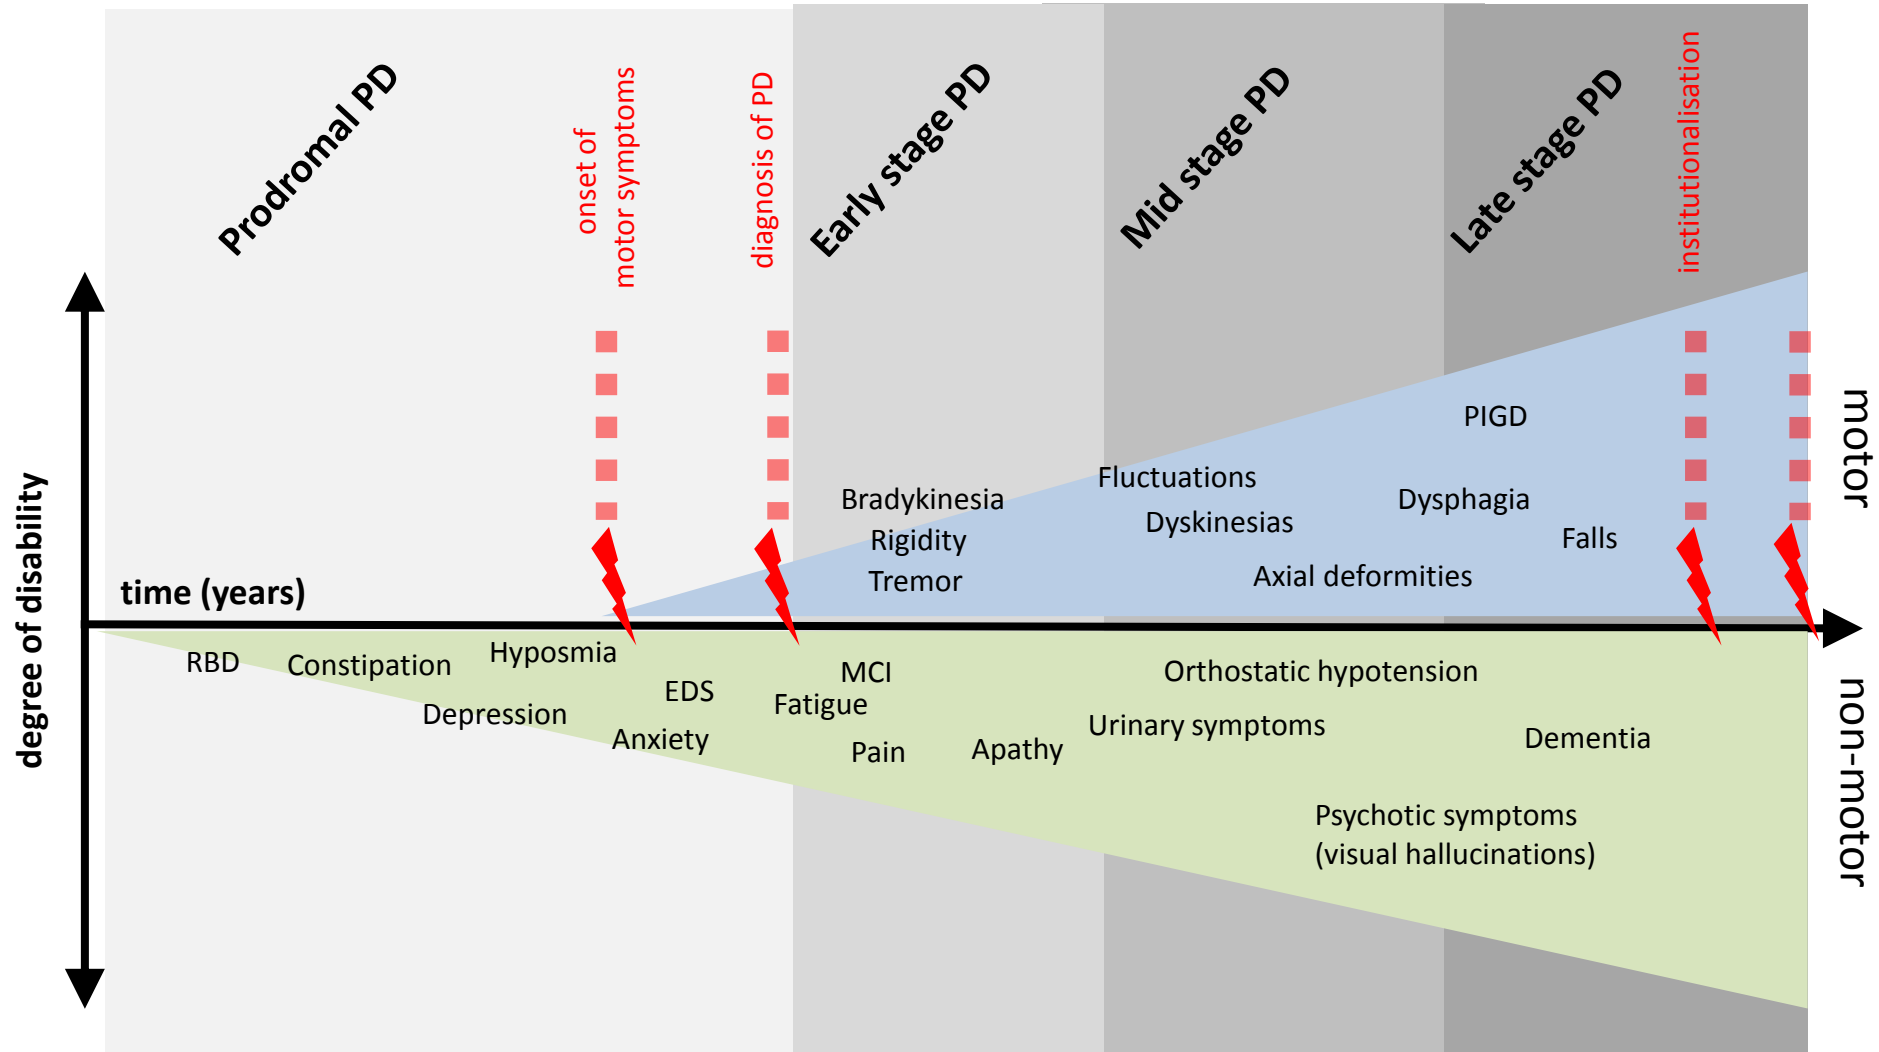 Prodromal PD
onset of
motor symptoms
diagnosis of PD
Early stage PD
Mid stage PD
Late stage PD
institutionalisation
degree of disability
time (years)
motor
non-motor
PIGD
Fluctuations
Bradykinesia
Dysphagia
Dyskinesias
Rigidity
Falls
Tremor
Axial deformities
RBD
Constipation
Hyposmia
MCI
Orthostatic hypotension
EDS
Fatigue
Depression
Urinary symptoms
Anxiety
Pain
Apathy
Dementia
Psychotic symptoms
(visual hallucinations)